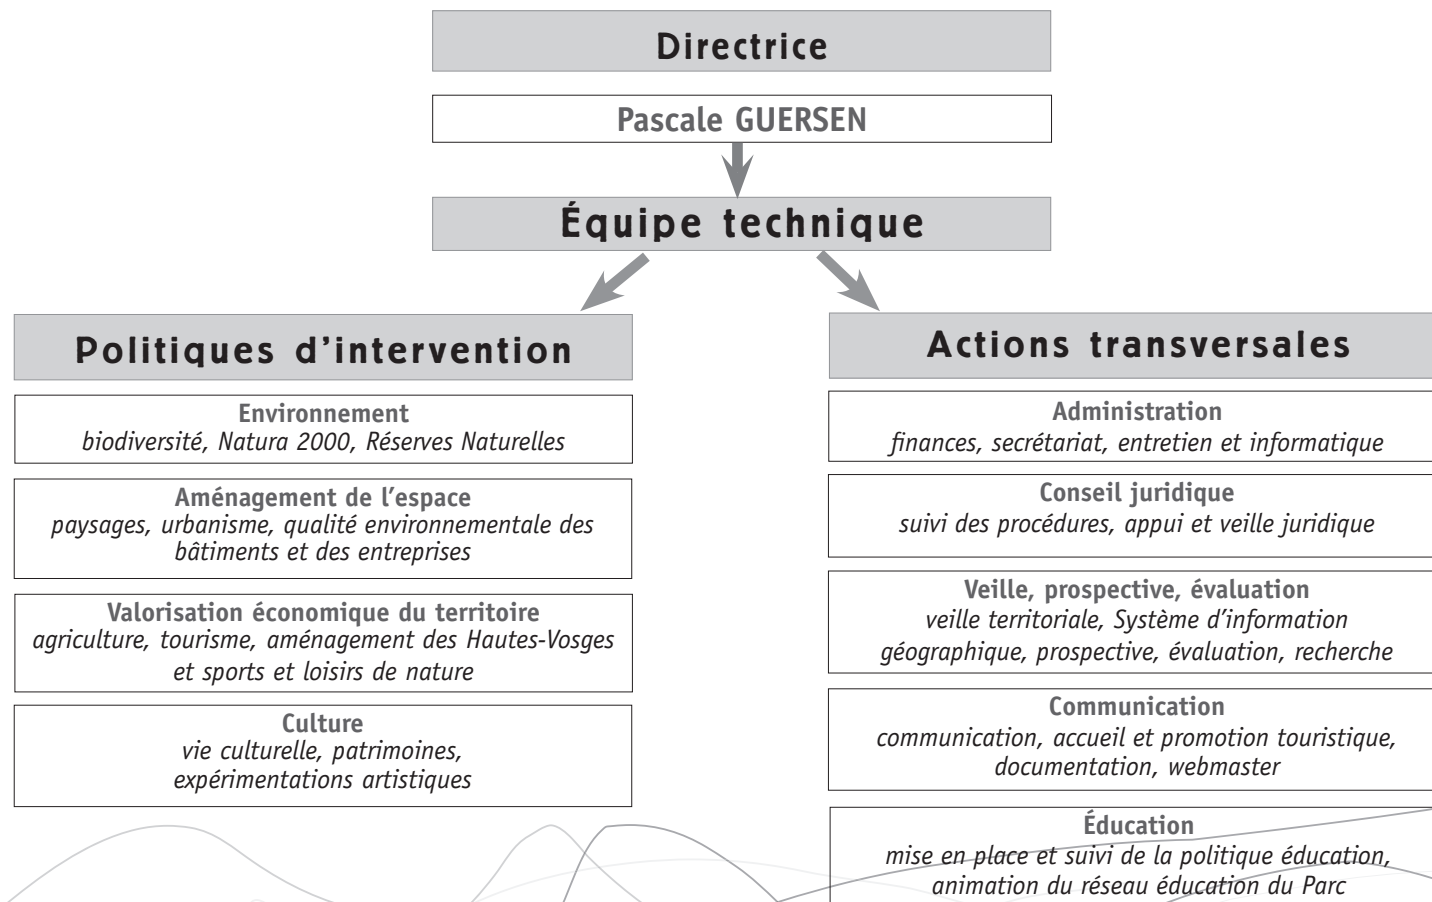 Directrice
Pascale GUERSEN
Équipe technique
Politiques d'intervention
Environnement
biodiversité, Natura 2000, Réserves Naturelles
Aménagement de l'espace
paysages, urbanisme, qualité environnementale des
bâtiments et des entreprises
Valorisation économique du territoire
agriculture, tourisme, aménagement des Hautes-Vosges
et sports et loisirs de nature
Culture
vie culturelle, patrimoines,
expérimentations artistiques
Actions transversales
Administration
finances, secrétariat, entretien et informatique
Conseil juridique
suivi des procédures, appui et veille juridique
Veille, prospective, évaluation
veille territoriale, Système d'information
géographique, prospective, évaluation, recherche
Communication
communication, accueil et promotion touristique,
documentation, webmaster
Éducation
mise en place et suivi de la politique éducation,
animation du réseau éducation du Parc